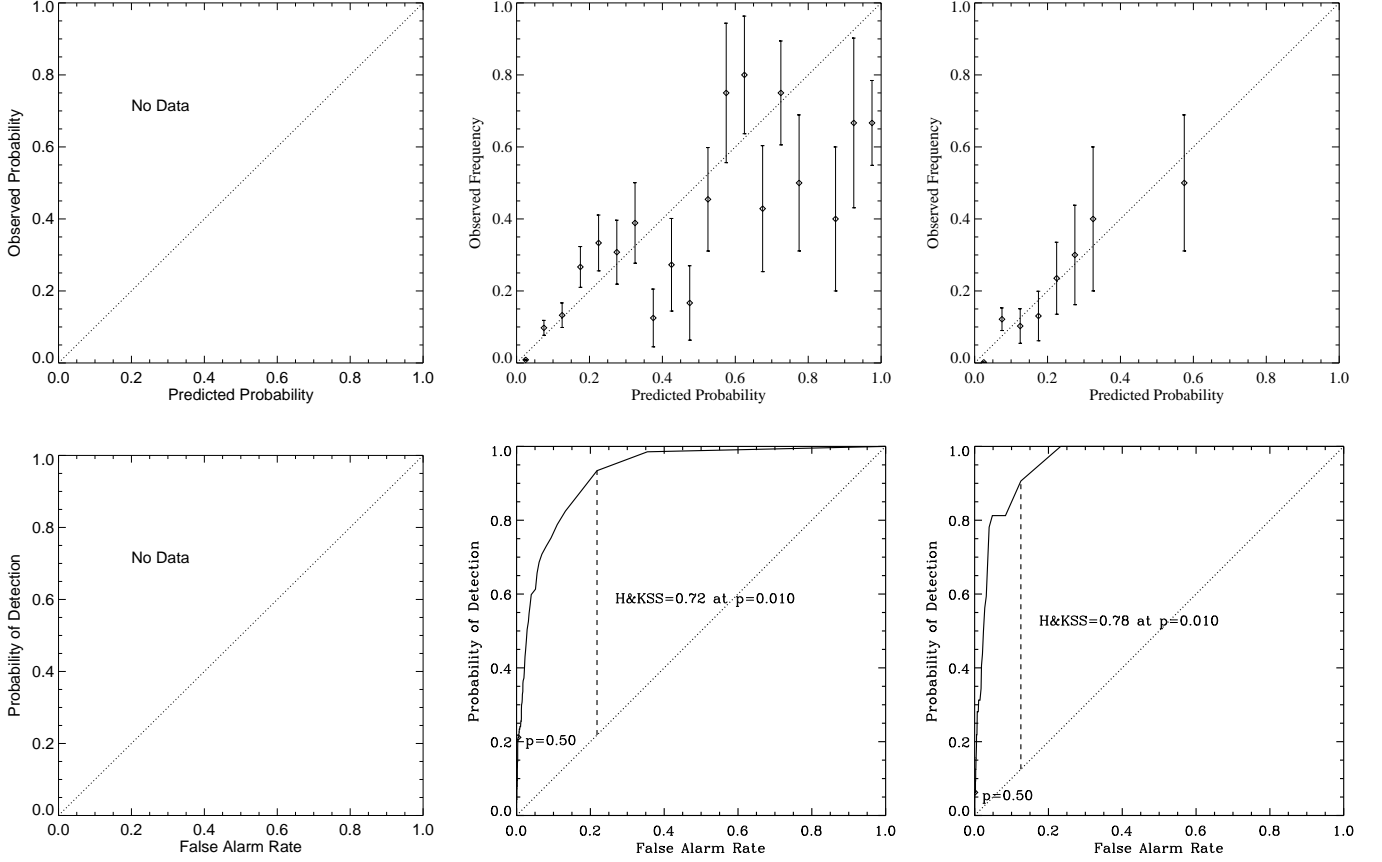 1.0
0.8
0.6
0.4
0.2
0.0
Observed Probability
No Data
0.0 0.2 0.4 0.6 0.8 1.0
Predicted Probability
1.0
0.8
0.6
0.4
0.2
0.0
Observed Frequency
0.0 0.2 0.4 0.6 0.8 1.0
Predicted Probability
1.0
0.8
0.6
0.4
0.2
0.0
Observed Frequency
0.0 0.2 0.4 0.6 0.8 1.0
Predicted Probability
1.0
0.8
0.6
0.4
0.2
0.0
Probability of Detection
No Data
0.0 0.2 0.4 0.6 0.8 1.0
False Alarm Rate
1.0
0.8
0.6
0.4
0.2
0.0
Probability of Detection
H&KSS=0.72 at p=0.010
p=0.50
0.0 0.2 0.4 0.6 0.8 1.0
False Alarm Rate
1.0
0.8
0.6
0.4
0.2
0.0
Probability of Detection
H&KSS=0.78 at p=0.010
p=0.50
0.0 0.2 0.4 0.6 0.8 1.0
False Alarm Rate